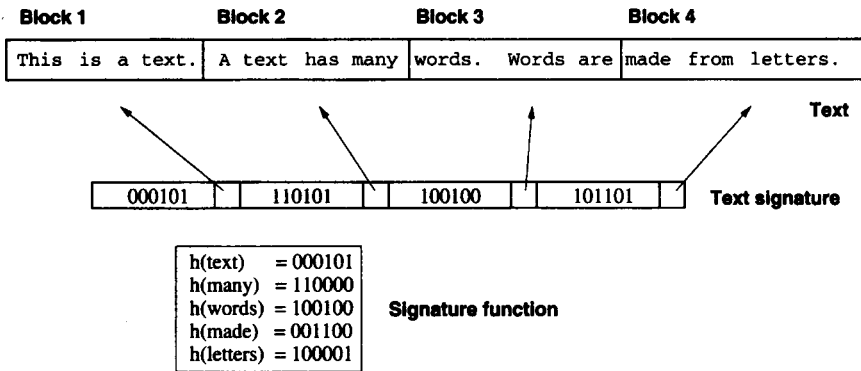 Block 1 Block 2 Block 3 Block 4
This is a text. A text has many words. Words are made from letters.
Text
000101 110101 100100 101101 Text signature
h(text) = 000101
h(many) = 110000
h(words) = 100100 Signature function
h(made) = 001100
h(letters) = 100001